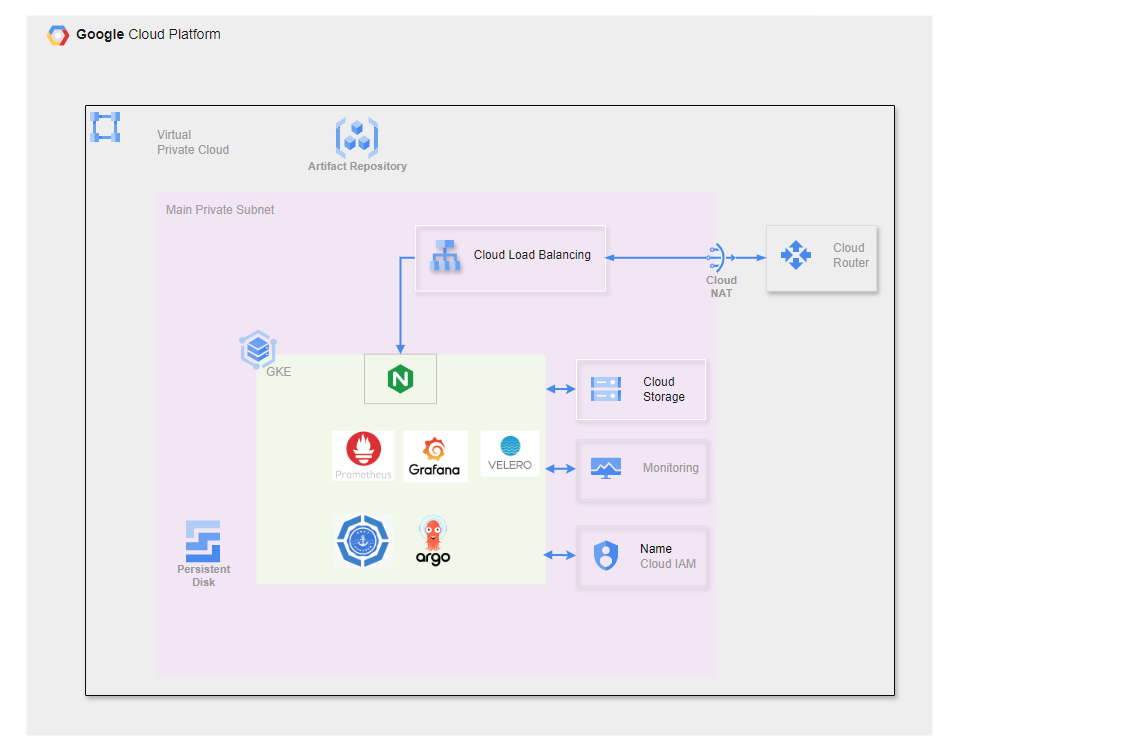 Google Cloud Platform
Virtual
Private Cloud
Artifact Repository
Main Private Subnet
Cloud Load Balancing
Cloud
NAT
Cloud
Router
GKE
N
Cloud
Storage
Prometheus
Grafana
VELERO
Monitoring
argo
Name
Cloud IAM
Persistent
Disk